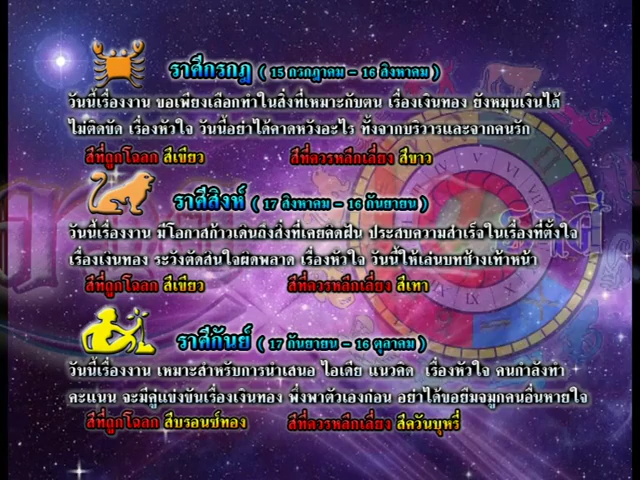 ราศีกรกฎ ( 15 กรกฎาคม - 16 สิงหาคม )
วันนี้เรื่องงาน ขอเพียงเลือกทำในสิ่งที่เหมาะกับตน เรื่องเงินทอง ยังหมุนเงินได้
ไม่ติดขัด เรื่องหัวใจ วันนี้อย่าได้คาดหวังอะไร ทั้งจากบริวารและจากคนรัก
สีที่ถูกโฉลก สีเขียว สีที่ควรหลีกเลี่ยง สีขาว
ราศีสิงห์ ( 17 สิงหาคม - 16 กันยายน )
วันนี้เรื่องงาน มีโอกาสก้าวเดินถึงสิ่งที่เคยคิดฝัน ประสบความสำเร็จในเรื่องที่ตั้งใจ
เรื่องเงินทอง ระวังตัดสินใจผิดพลาด เรื่องหัวใจ วันนี้ให้เล่นบทช้างเท้าหน้า
สีที่ถูกโฉลก สีเขียว สีที่ควรหลีกเลี่ยง สีเทา
ราศีกันย์ ( 17 กันยายน - 16 ตุลาคม )
วันนี้เรื่องงาน เหมาะสำหรับการนำเสนอ ไอเดีย แนวคิด เรื่องหัวใจ คนกำลังทำ
คะแนน จะมีคู่แข่งขันเรื่องเงินทอง พึ่งพาตัวเองก่อน อย่าได้ขอยืมจมูกคนอื่นหายใจ
สีที่ถูกโฉลก สีบรอนซ์ทอง สีที่ควรหลีกเลี่ยง สีควันบุหรี่